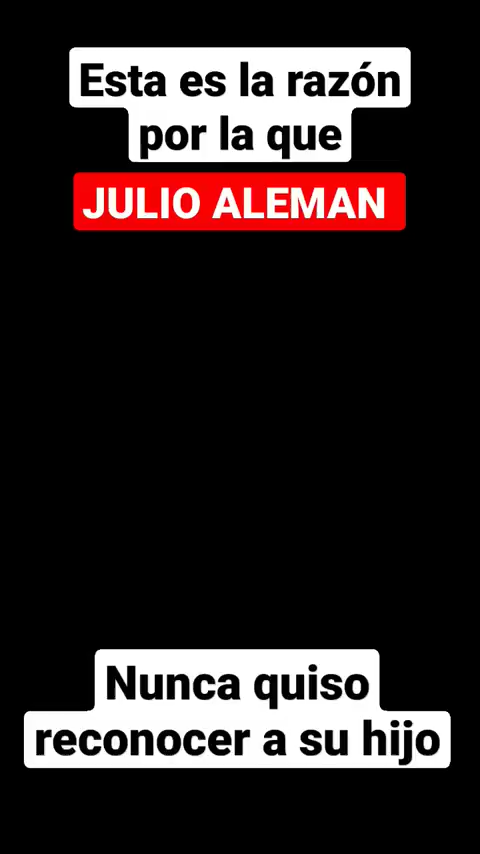 Esta es la razón
por la que
JULIO ALEMAN
Nunca quiso
reconocer a su hijo